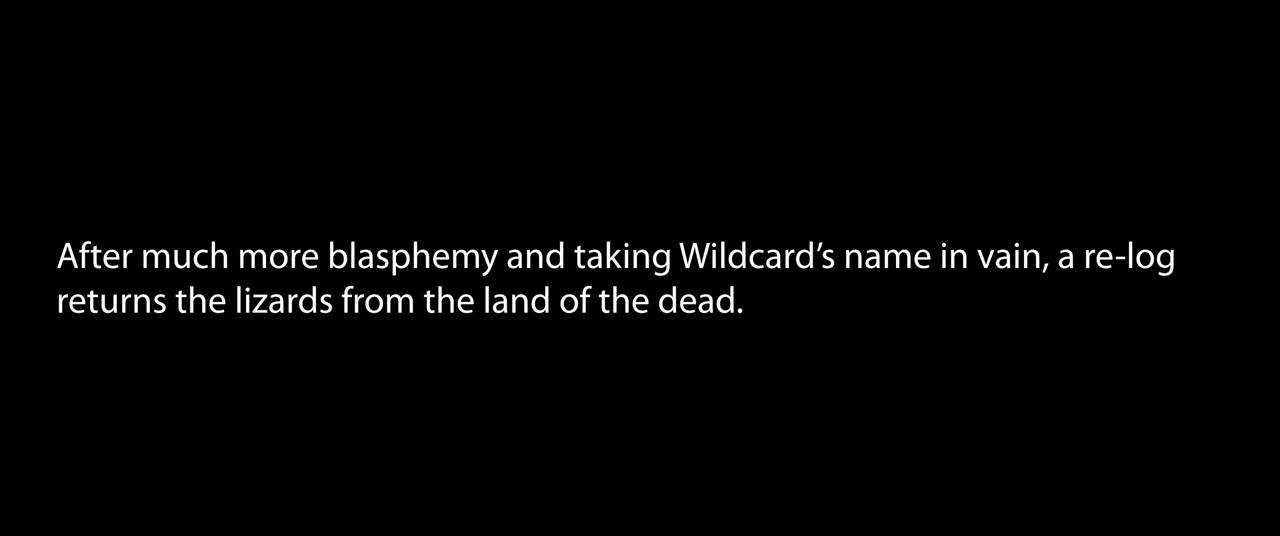 After much more blasphemy and taking Wildcard’s name in vain, a re-log
returns the lizards from the land of the dead.